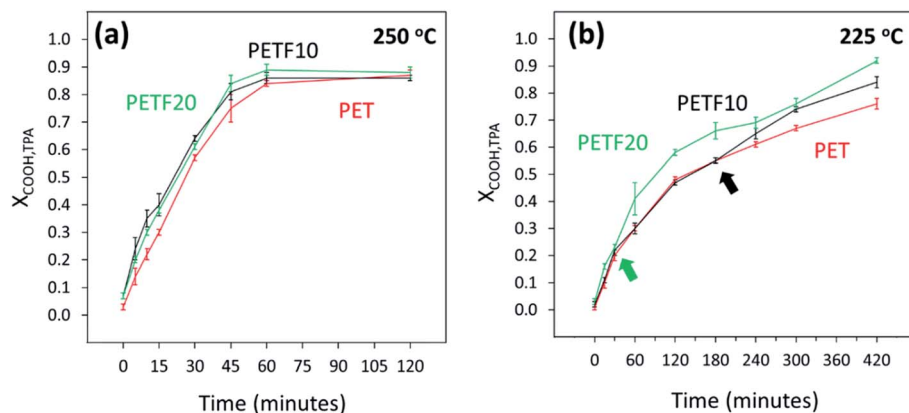 (a)
250 °C
PETF10
PETF20
PET
X_COOH,TPA
1.0
0.9
0.8
0.7
0.6
0.5
0.4
0.3
0.2
0.1
0.0
0 15 30 45 60 75 90 105 120
Time (minutes)
(b)
225 °C
PETF10
PETF20
PET
X_COOH,TPA
1.0
0.9
0.8
0.7
0.6
0.5
0.4
0.3
0.2
0.1
0.0
0 60 120 180 240 300 360 420
Time (minutes)